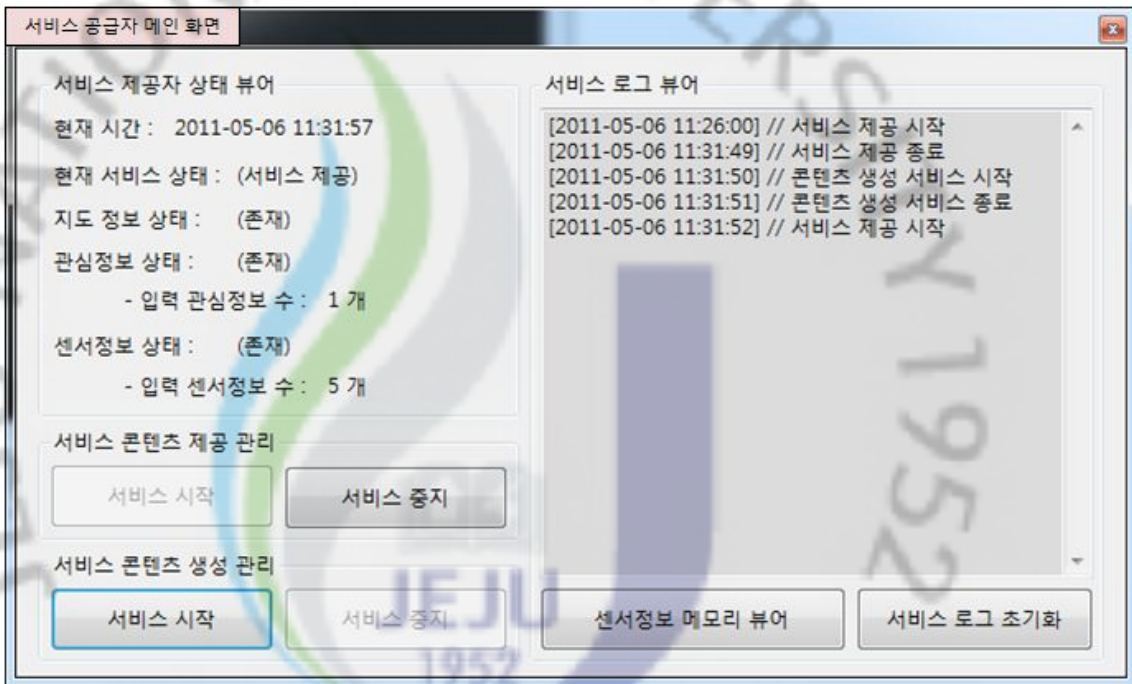 서비스 공급자 메인 화면
서비스 제공자 상태 뷰어
현재 시간 : 2011-05-06 11:31:57
현재 서비스 상태 : (서비스 제공)
지도 정보 상태 : (존재)
관심정보 상태 : (존재)
- 입력 관심정보 수 : 1 개
센서정보 상태 : (존재)
- 입력 센서정보 수 : 5 개
서비스 콘텐츠 제공 관리
서비스 시작
서비스 중지
서비스 콘텐츠 생성 관리
서비스 시작
서비스 중지
서비스 로그 뷰어
[2011-05-06 11:26:00] // 서비스 제공 시작
[2011-05-06 11:31:49] // 서비스 제공 종료
[2011-05-06 11:31:50] // 콘텐츠 생성 서비스 시작
[2011-05-06 11:31:51] // 콘텐츠 생성 서비스 종료
[2011-05-06 11:31:52] // 서비스 제공 시작
센서정보 메모리 뷰어
서비스 로그 초기화
JEJU
1952
1952